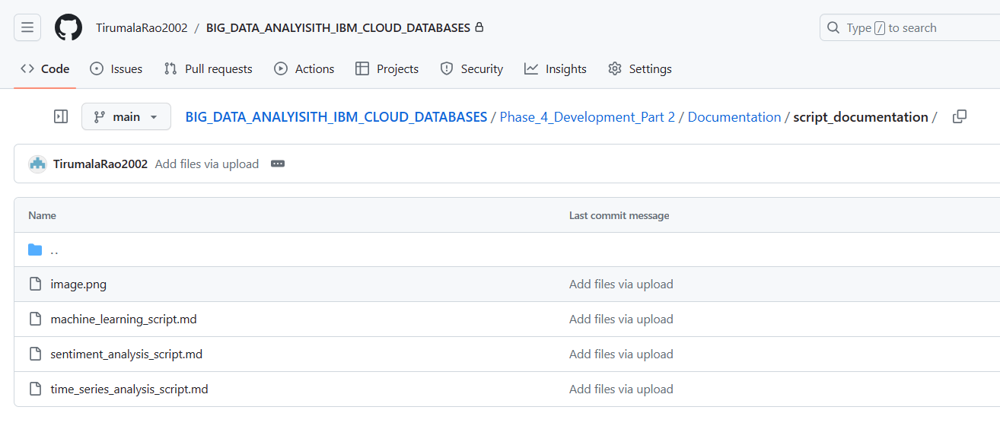 TirumalaRao2002 / BIG_DATA_ANALYISITH_IBM_CLOUD_DATABASES Type / to search
Code Issues Pull requests Actions Projects Security Insights Settings
main BIG_DATA_ANALYISITH_IBM_CLOUD_DATABASES / Phase_4_Development_Part 2 / Documentation / script_documentation /
TirumalaRao2002 Add files via upload
Name Last commit message
..
image.png Add files via upload
machine_learning_script.md Add files via upload
sentiment_analysis_script.md Add files via upload
time_series_analysis_script.md Add files via upload